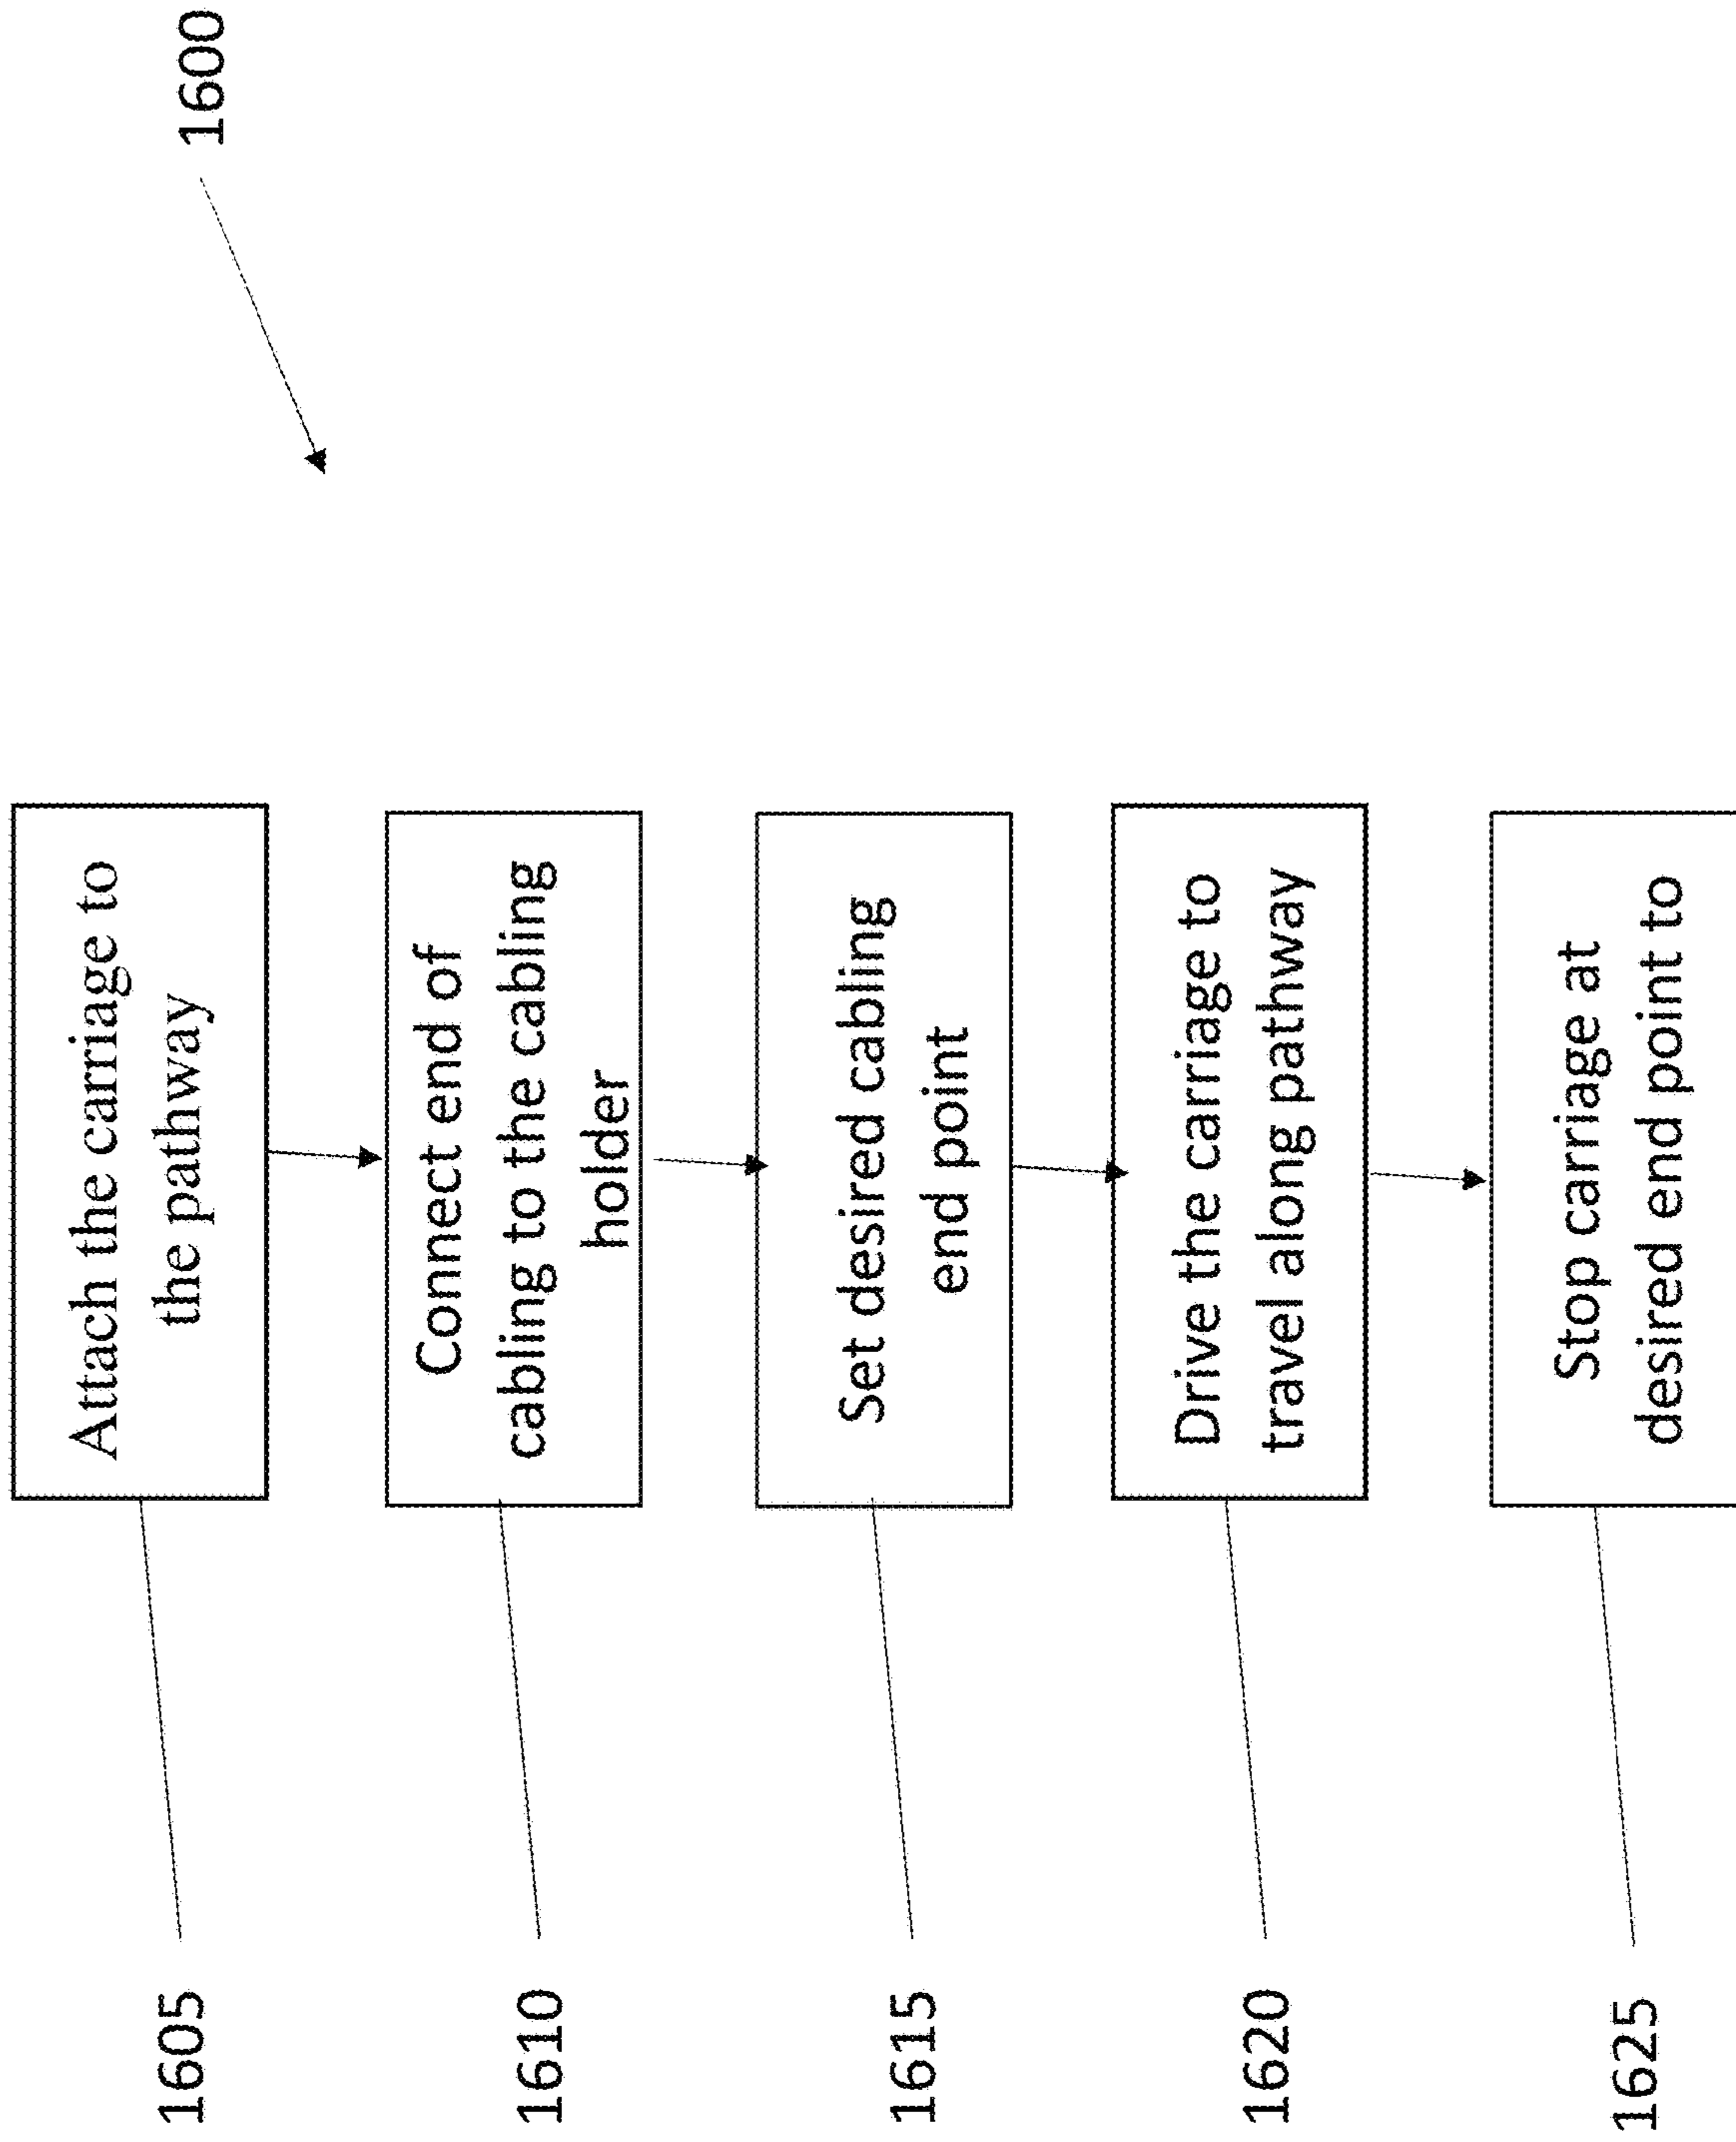 1600
1605
Attach the carriage to
the pathway
1610
Connect end of
cabling to the cabling
holder
1615
Set desired cabling
end point
1620
Drive the carriage to
travel along pathway
1625
Stop carriage at
desired end point to